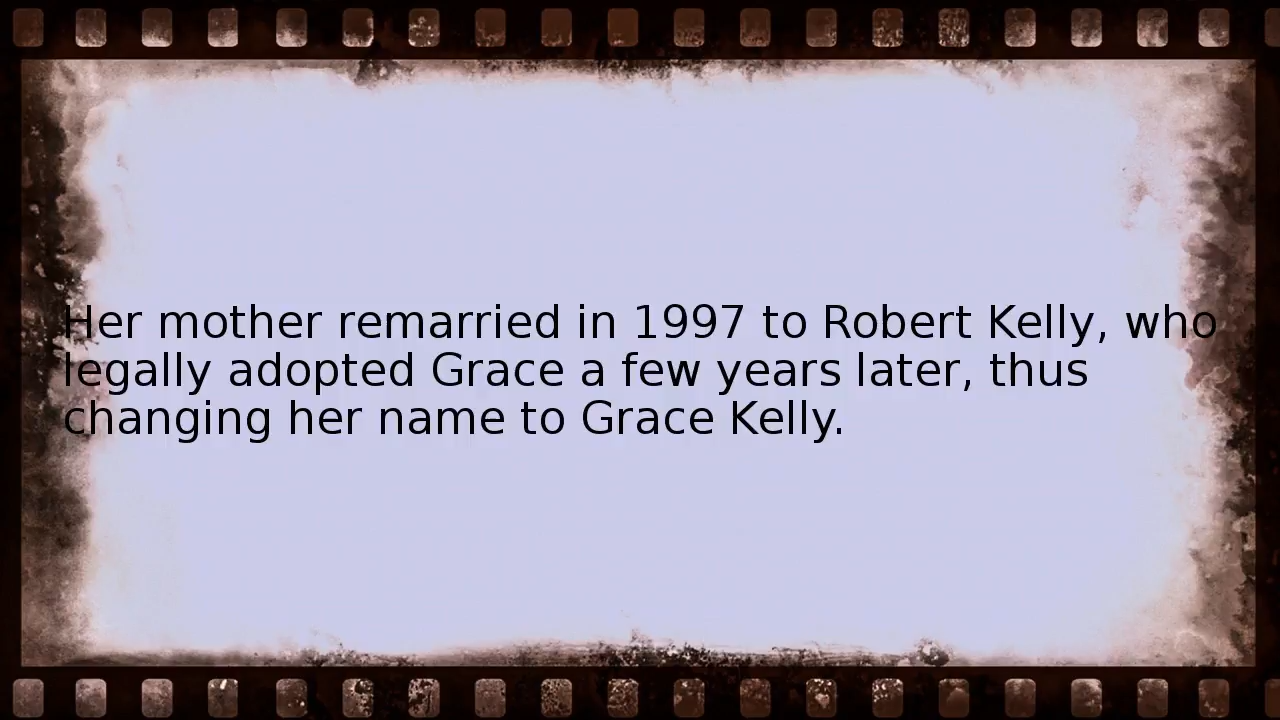 Her mother remarried in 1997 to Robert Kelly, who
legally adopted Grace a few years later, thus
changing her name to Grace Kelly.